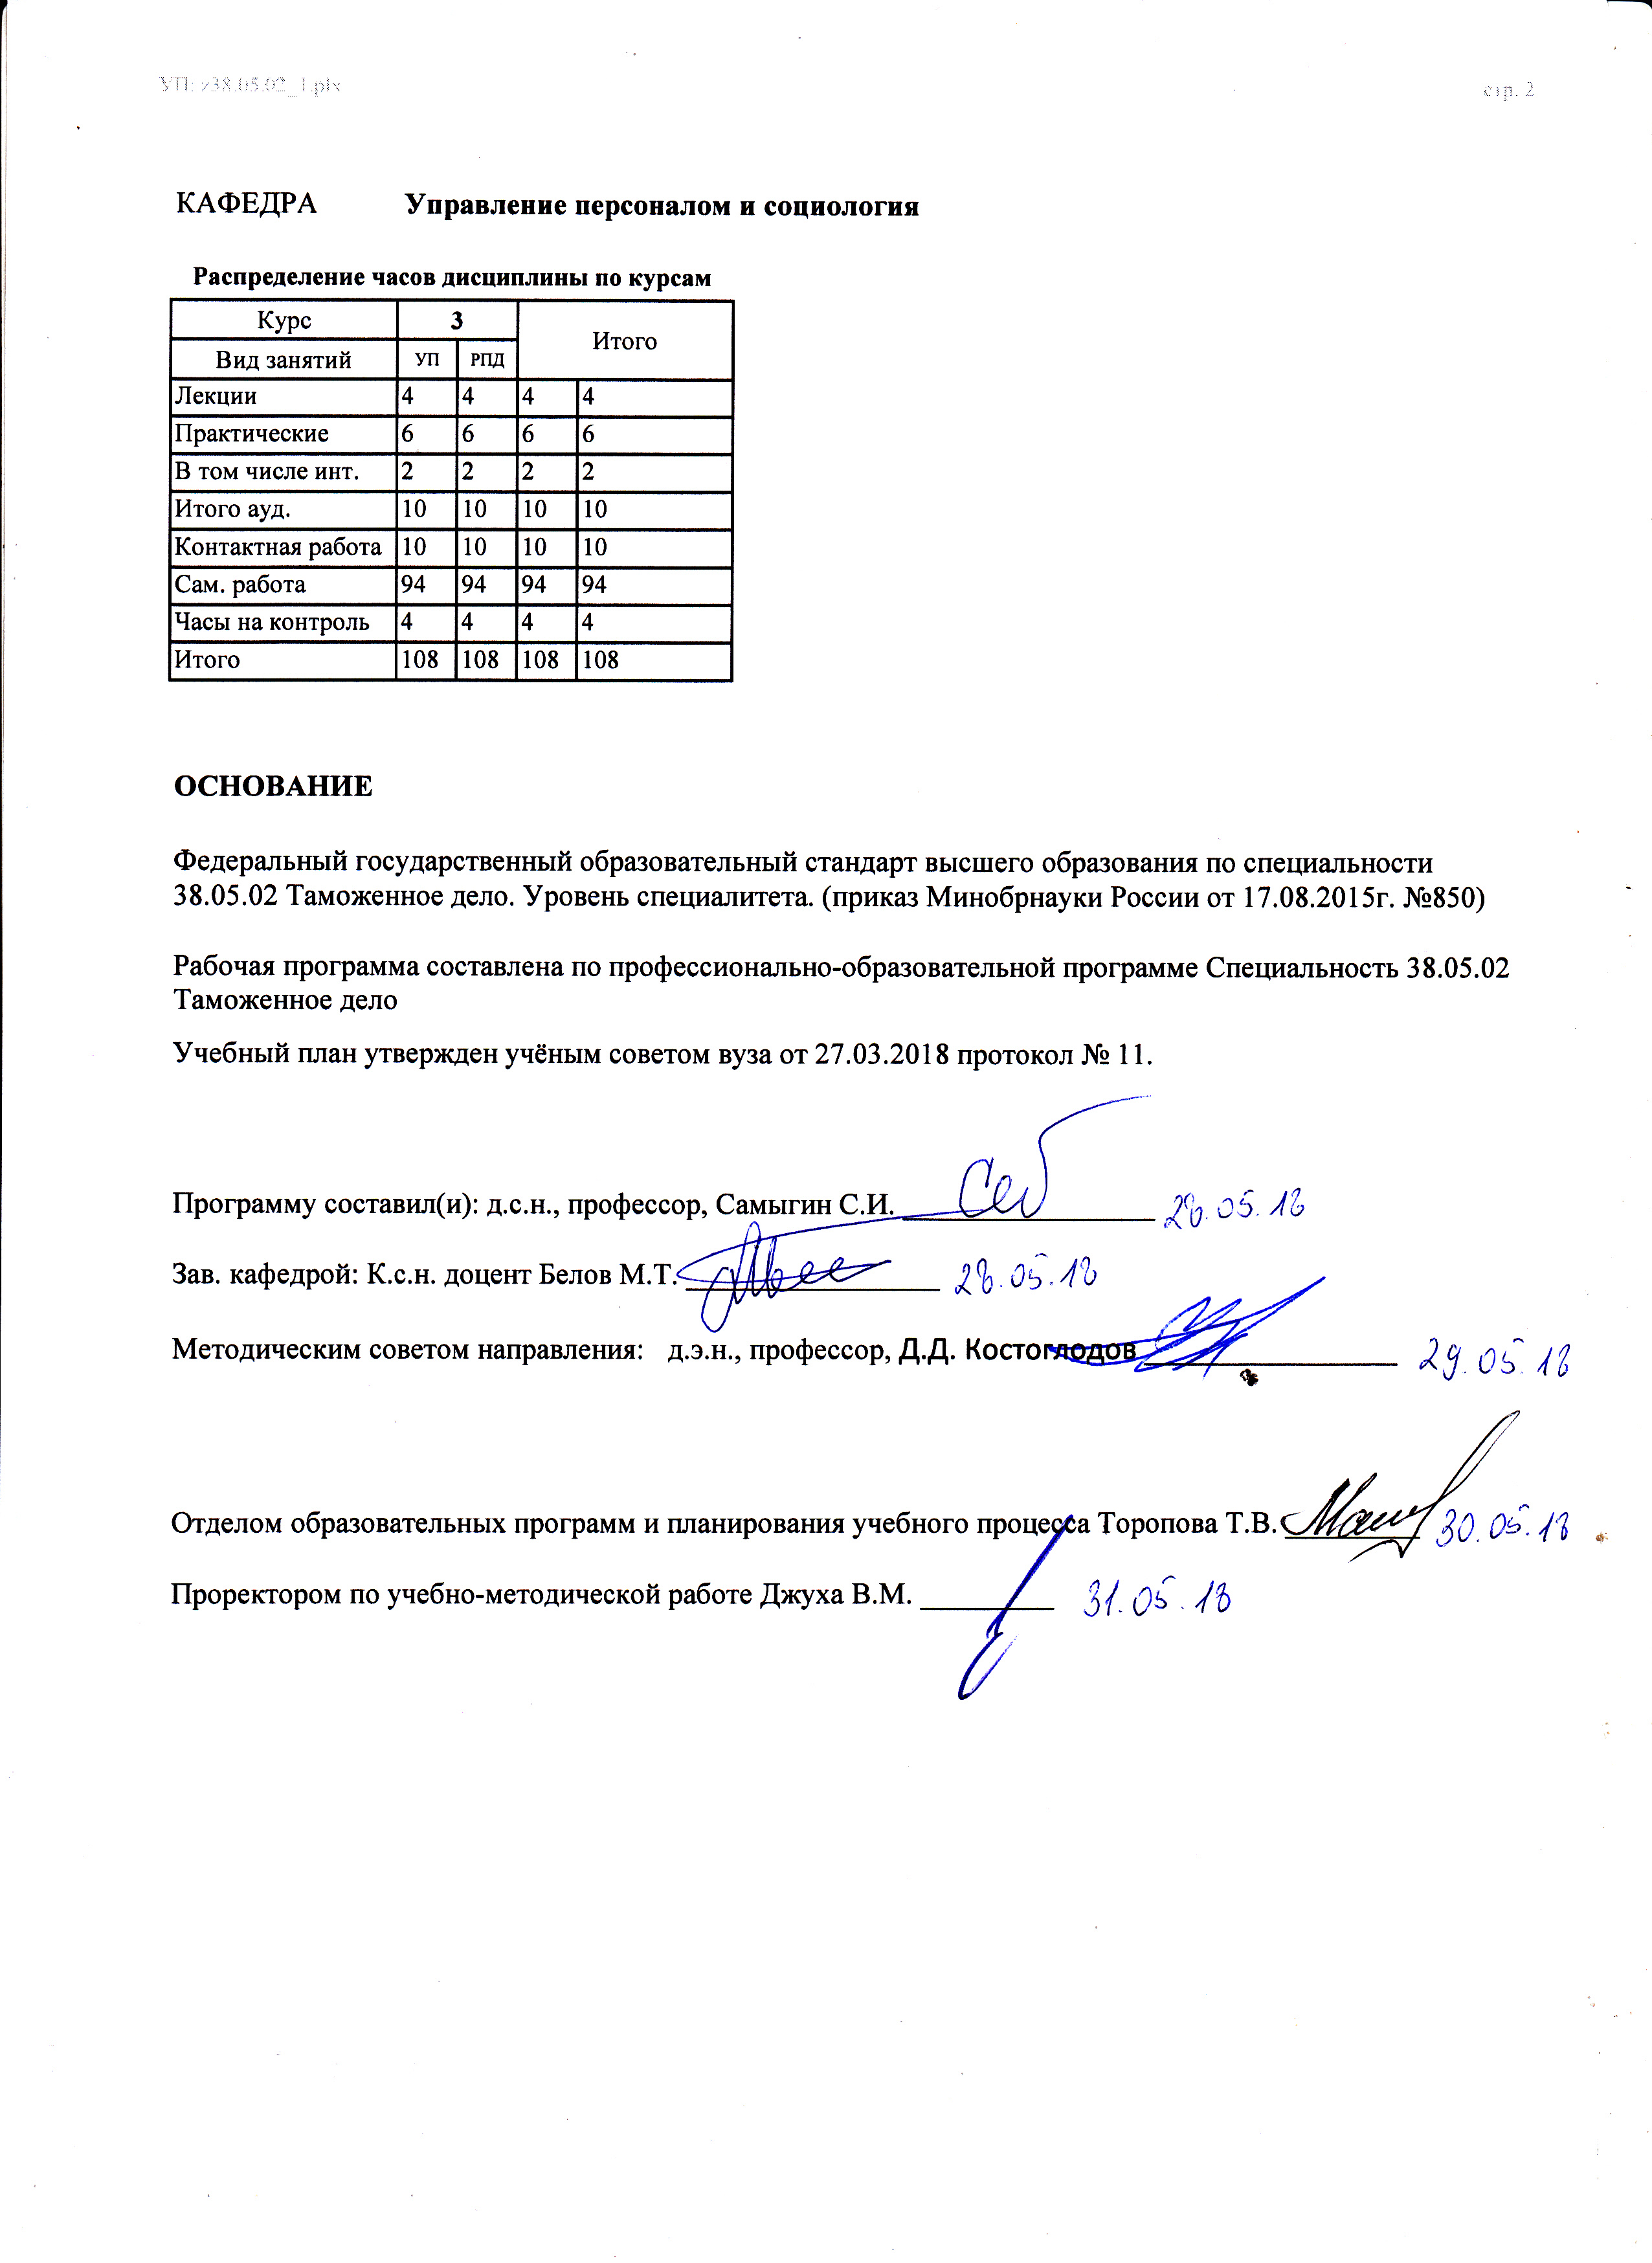 УП: z38.05.02_1.plx стр. 2
КАФЕДРА Управление персоналом и социология
Распределение часов дисциплины по курсам
Курс 3 Итого
Вид занятий УП РПД
Лекции 4 4 4 4
Практические 6 6 6 6
В том числе инт. 2 2 2 2
Итого ауд. 10 10 10 10
Контактная работа 10 10 10 10
Сам. работа 94 94 94 94
Часы на контроль 4 4 4 4
Итого 108 108 108 108
ОСНОВАНИЕ
Федеральный государственный образовательный стандарт высшего образования по специальности
38.05.02 Таможенное дело. Уровень специалитета. (приказ Минобрнауки России от 17.08.2015г. №850)
Рабочая программа составлена по профессионально-образовательной программе Специальность 38.05.02
Таможенное дело
Учебный план утвержден учёным советом вуза от 27.03.2018 протокол № 11.
Программу составил(и): д.с.н., профессор, Самыгин С.И. 28.05.18
Зав. кафедрой: К.с.н. доцент Белов М.Т. 28.05.18
Методическим советом направления: д.э.н., профессор, Д.Д. Костоглодов 29.05.18
Отделом образовательных программ и планирования учебного процесса Торопова Т.В. 30.05.18
Проректором по учебно-методической работе Джуха В.М. 31.05.18